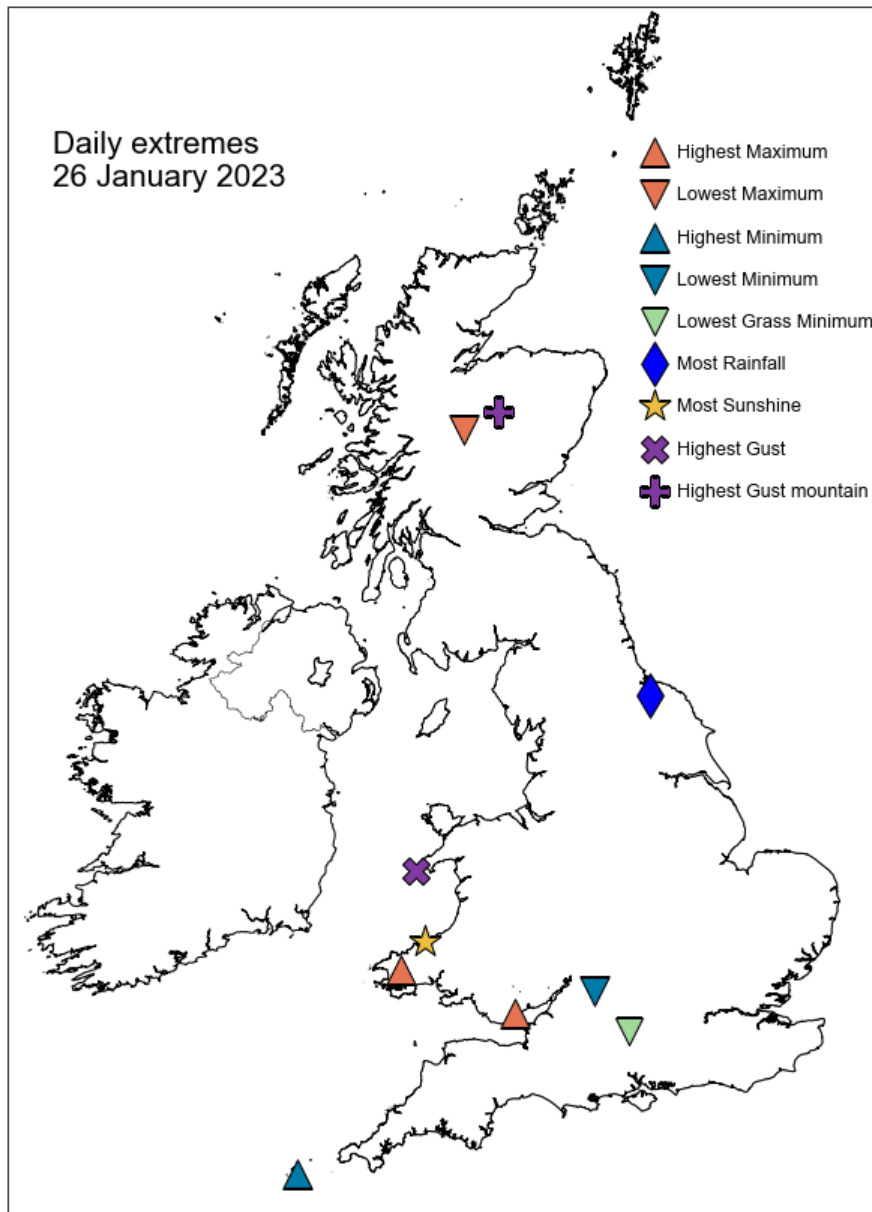 Daily extremes
26 January 2023
Highest Maximum
Lowest Maximum
Highest Minimum
Lowest Minimum
Lowest Grass Minimum
Most Rainfall
Most Sunshine
Highest Gust
Highest Gust mountain